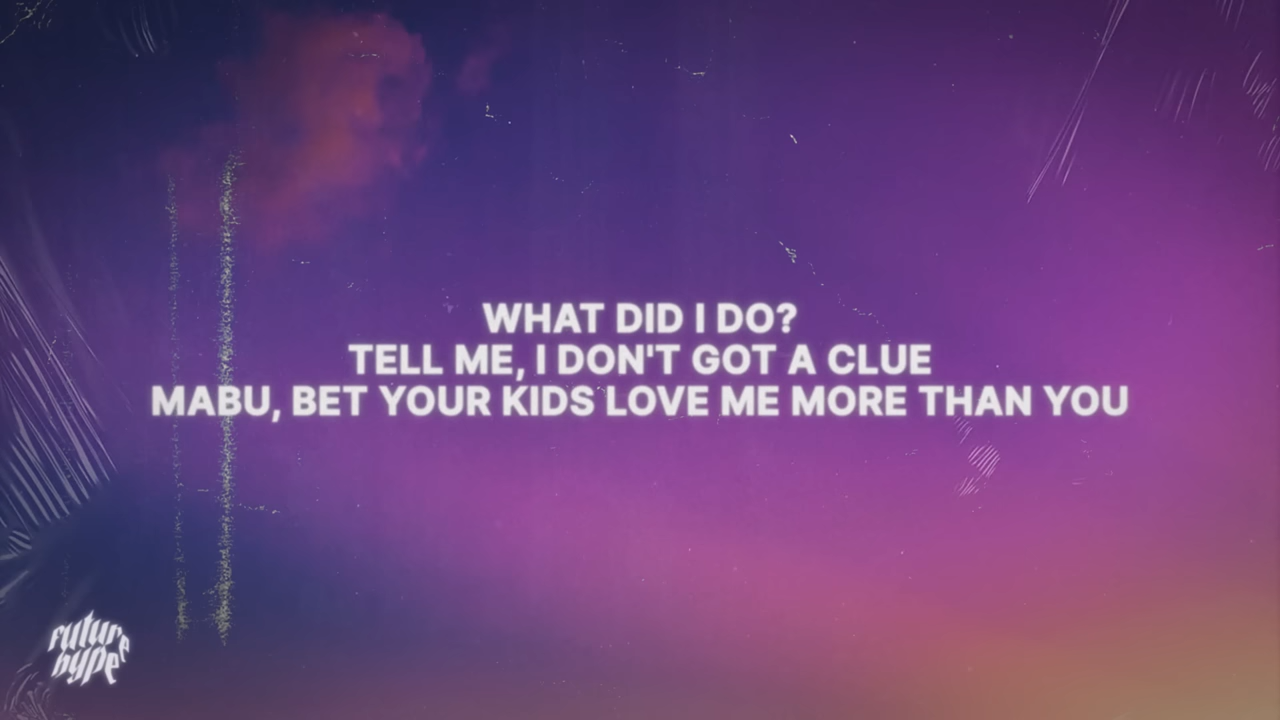 WHAT DID I DO?
TELL ME, I DON'T GOT A CLUE
MABU, BET YOUR KIDS LOVE ME MORE THAN YOU
future
hype